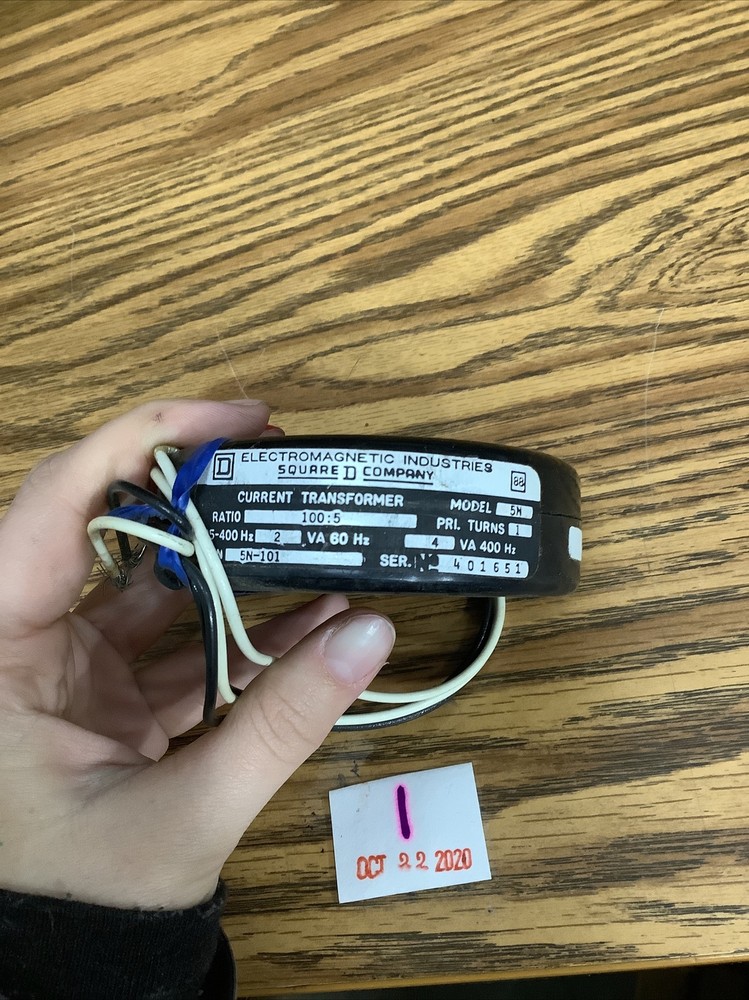 D ELECTROMAGNETIC INDUSTRIES
SQUARE D COMPANY
88
CURRENT TRANSFORMER MODEL 5N
RATIO 100:5 PRI. TURNS 1
5-400 Hz 2 VA 60 Hz 4 VA 400 Hz
N 5N-101 SER. 401651
1
OCT 22 2020